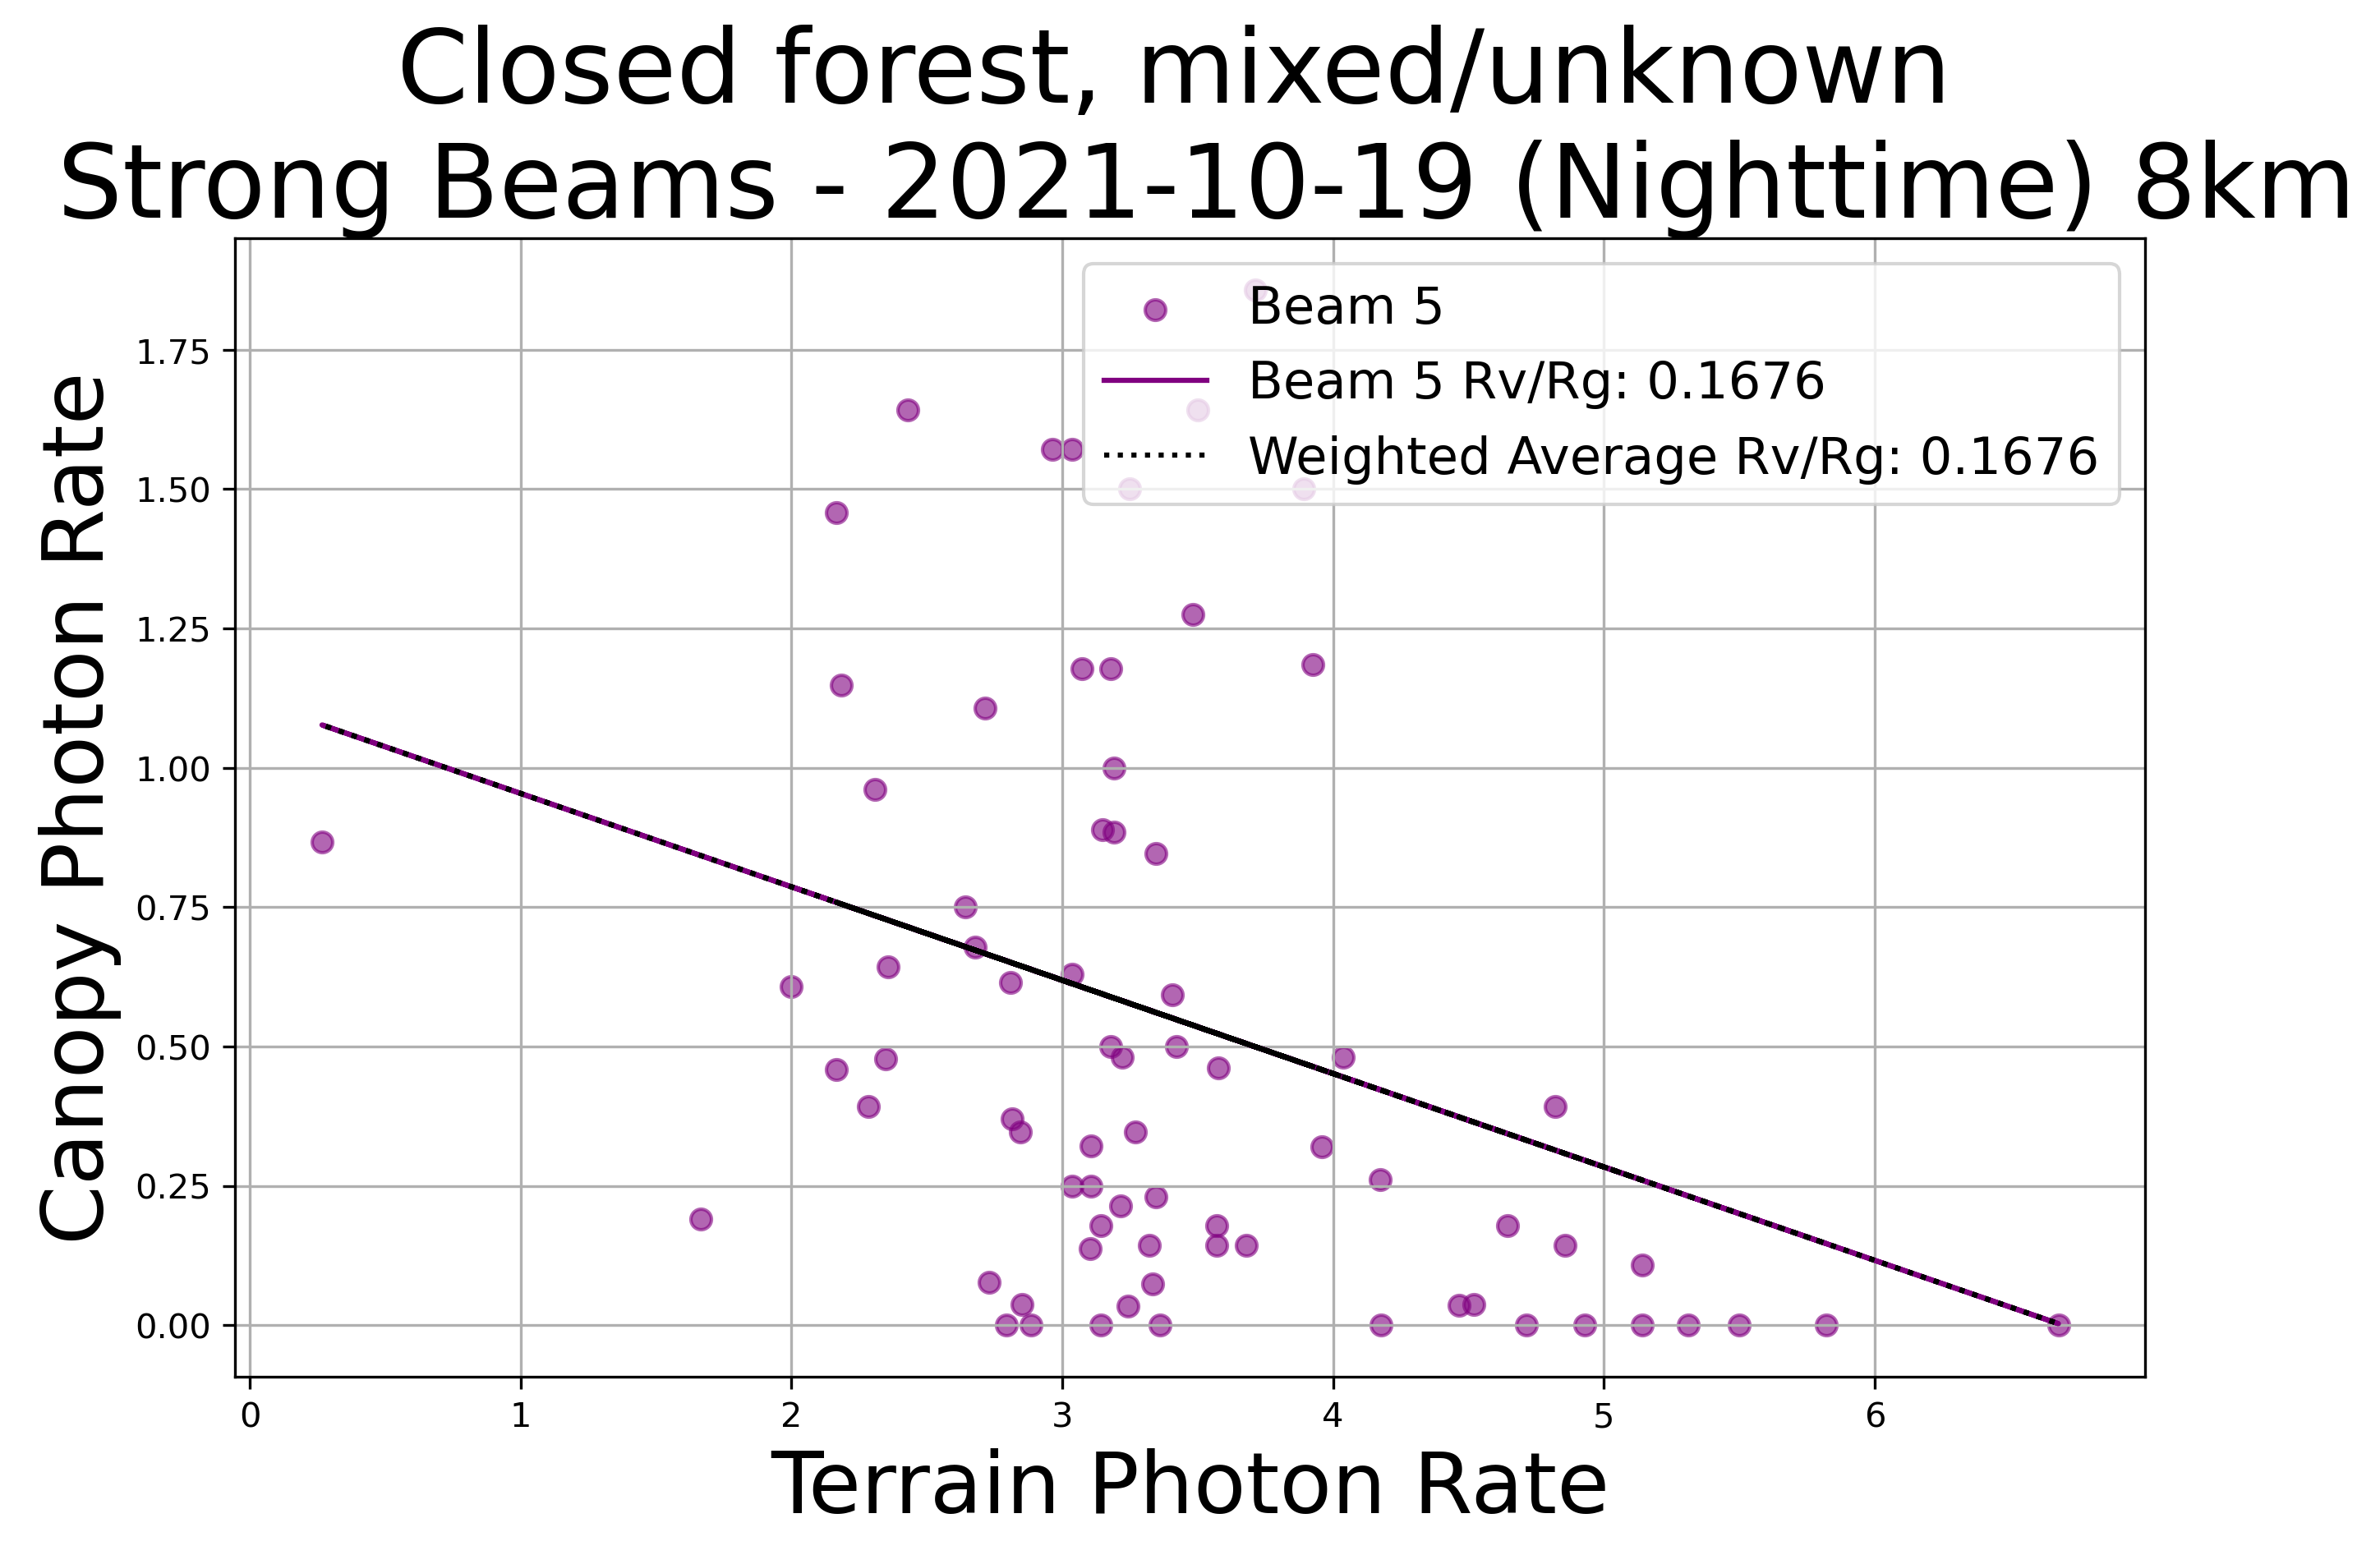 Closed forest, mixed/unknown
Strong Beams - 2021-10-19 (Nighttime) 8km
Beam 5
Beam 5 Rv/Rg: 0.1676
Weighted Average Rv/Rg: 0.1676
Canopy Photon Rate
1.75
1.50
1.25
1.00
0.75
0.50
0.25
0.00
0 1 2 3 4 5 6
Terrain Photon Rate